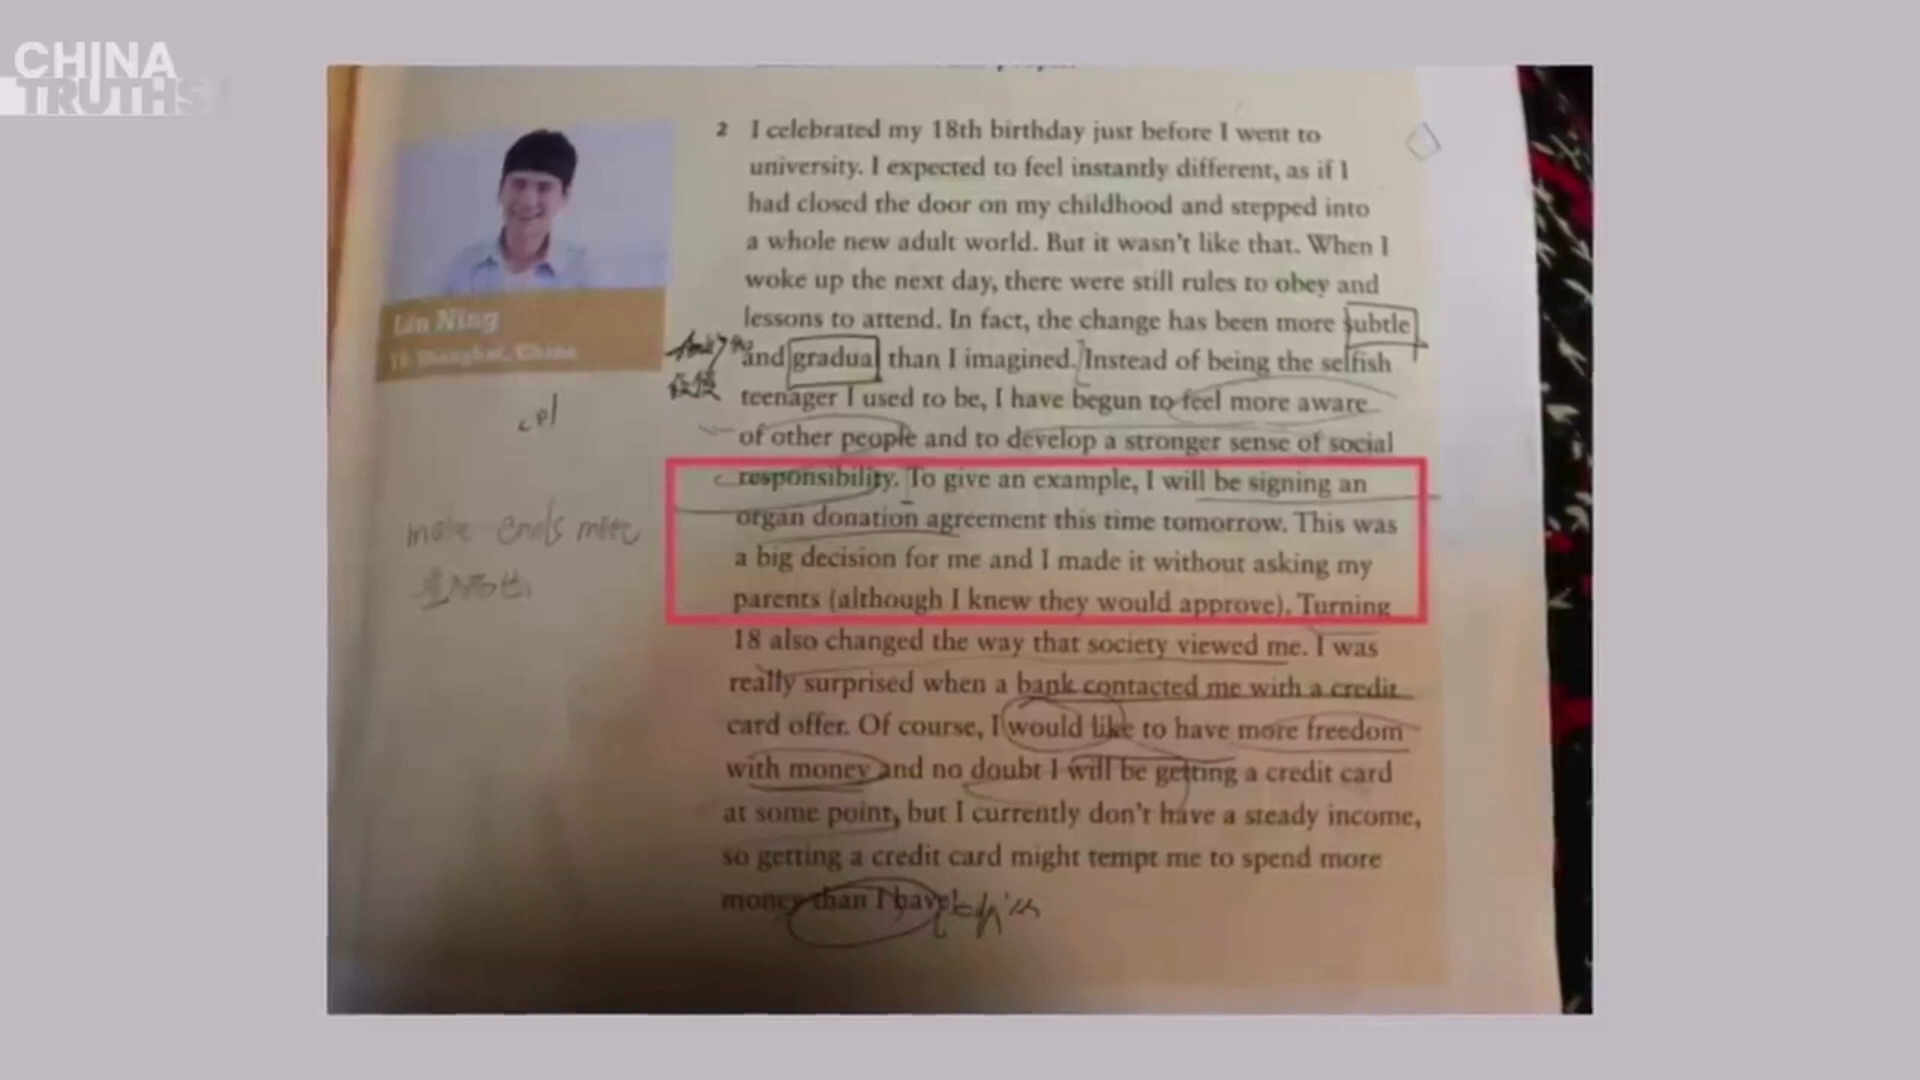 CHINA
TRUTHS
2 I celebrated my 18th birthday just before I went to
university. I expected to feel instantly different, as if I
had closed the door on my childhood and stepped into
a whole new adult world. But it wasn't like that. When I
woke up the next day, there were still rules to obey and
lessons to attend. In fact, the change has been more subtle
and gradual than I imagined. Instead of being the selfish
teenager I used to be, I have begun to feel more aware
of other people and to develop a stronger sense of social
responsibility. To give an example, I will be signing an
organ donation agreement this time tomorrow. This was
a big decision for me and I made it without asking my
parents (although I knew they would approve). Turning
18 also changed the way that society viewed me. I was
really surprised when a bank contacted me with a credit
card offer. Of course, I would like to have more freedom
with money and no doubt I will be getting a credit card
at some point, but I currently don't have a steady income,
so getting a credit card might tempt me to spend more
money than I have!
Lin Ning
Shanghai, China
make ends meet